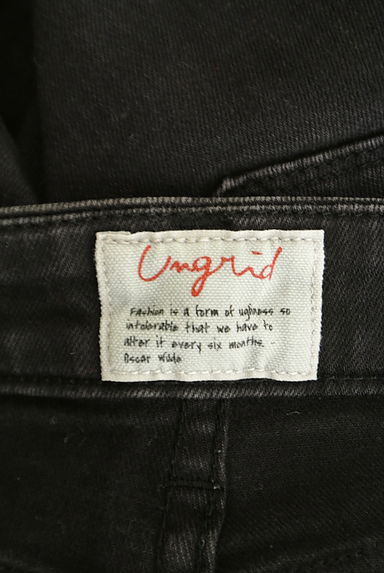 Ungrid
Fashion is a form of ugliness so
intolerable that we have to
alter it every six months. -
Oscar Wilde